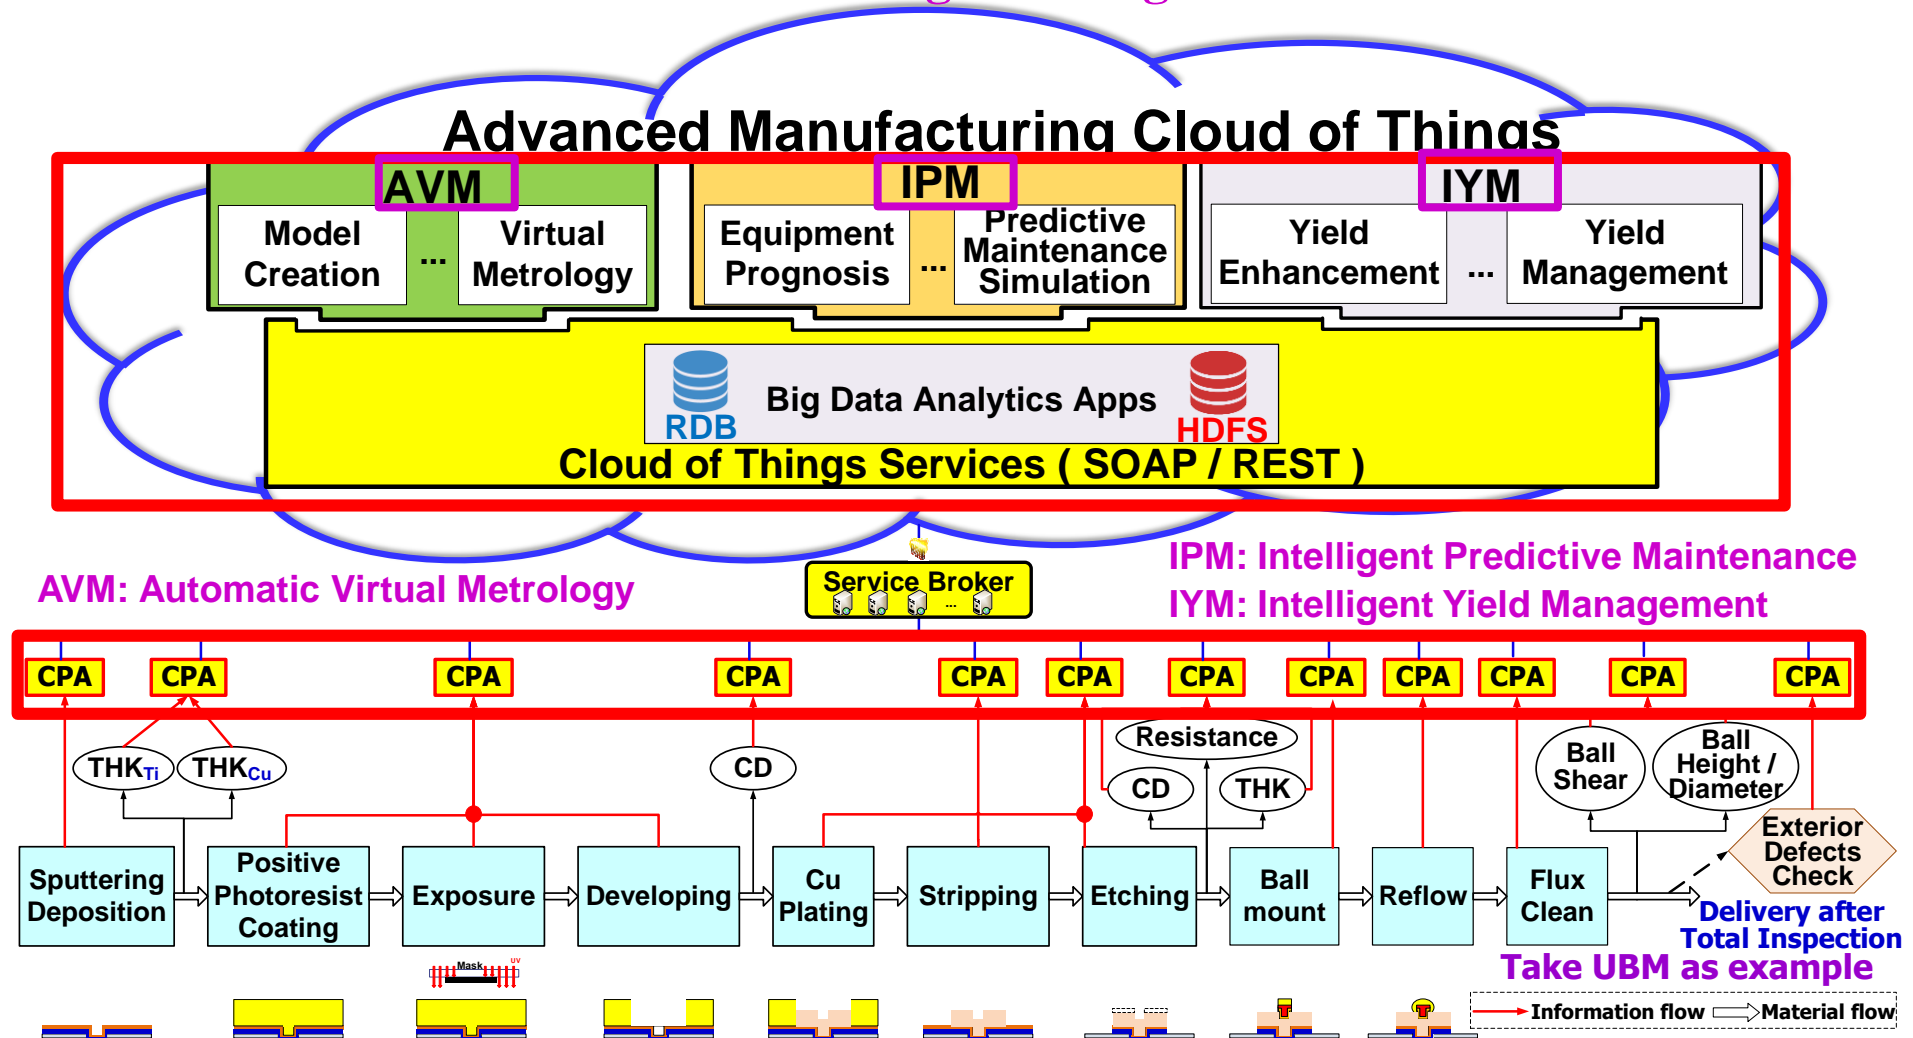 Advanced Manufacturing Cloud of Things
AVM
IPM
IYM
Model
Creation
...
Virtual
Metrology
Equipment
Prognosis
...
Predictive
Maintenance
Simulation
Yield
Enhancement
...
Yield
Management
RDB
Big Data Analytics Apps
HDFS
Cloud of Things Services ( SOAP / REST )
AVM: Automatic Virtual Metrology
Service Broker
...
IPM: Intelligent Predictive Maintenance
IYM: Intelligent Yield Management
CPA
CPA
CPA
CPA
CPA
CPA
CPA
CPA
CPA
CPA
CPA
CPA
THKTi
THKCu
CD
Resistance
CD
THK
Ball
Shear
Ball
Height /
Diameter
Exterior
Defects
Check
Sputtering
Deposition
Positive
Photoresist
Coating
Exposure
Developing
Cu
Plating
Stripping
Etching
Ball
mount
Reflow
Flux
Clean
Delivery after
Total Inspection
Take UBM as example
Mask
UV
Information flow
Material flow